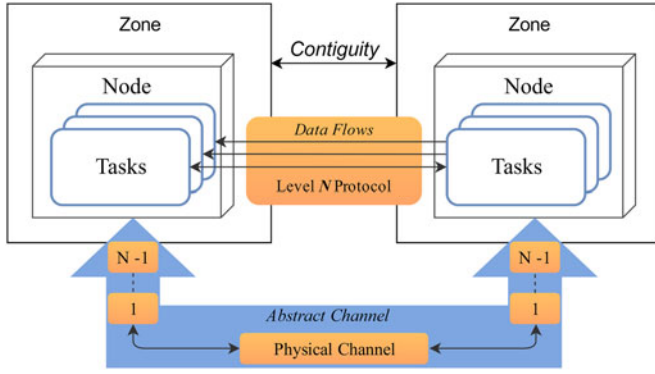 Zone
Zone
Contiguity
Node
Node
Data Flows
Tasks
Tasks
Level N Protocol
N -1
N -1
1
1
Abstract Channel
Physical Channel